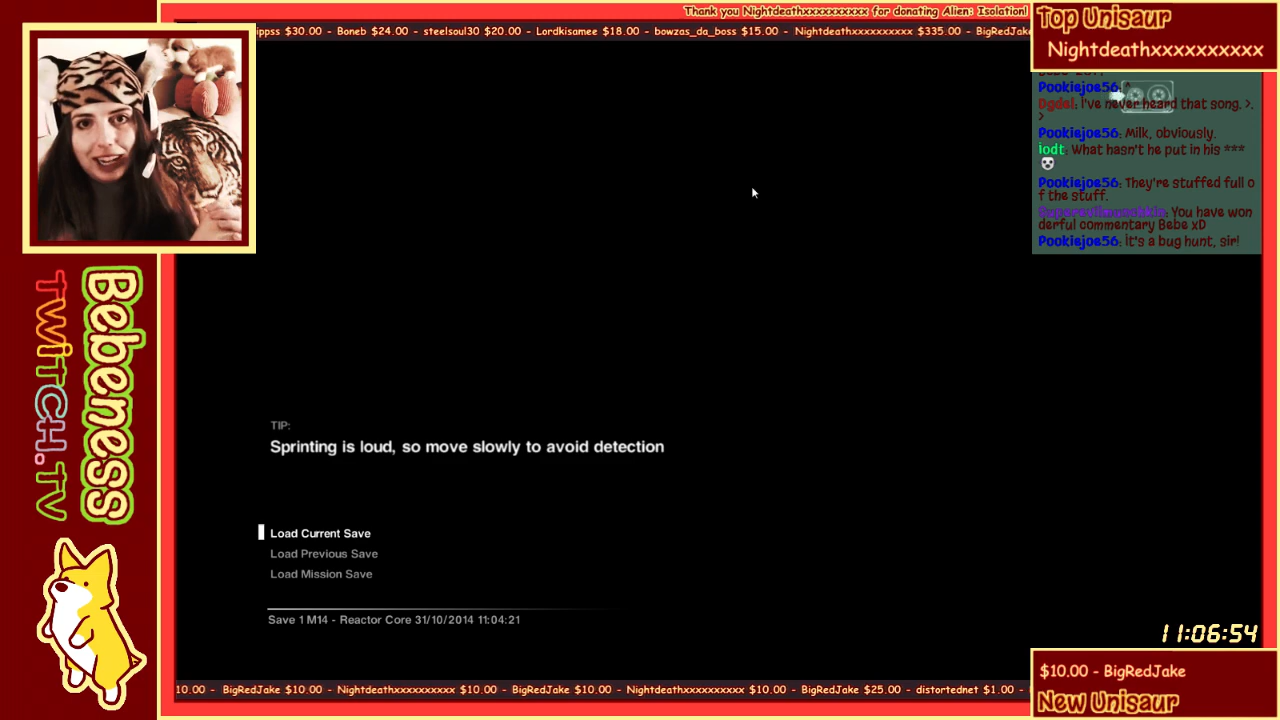 Thank you Nightdeathxxxxxxxxxx for donating Alien: Isolation!
ippss $30.00 - Boneb $24.00 - steelsoul30 $20.00 - Lordkisamee $18.00 - bowzas_da_boss $15.00 - Nightdeathxxxxxxxxxx $335.00 - BigRedJake
Top Unisaur
Nightdeathxxxxxxxxxx
Pookiejoe56: ^
Dgdel: I've never heard that song. >.
>
Pookiejoe56: Milk, obviously.
iodt: What hasn't he put in his ***
Pookiejoe56: They're stuffed full o
f the stuff.
You have won
derful commentary Bebe xD
Pookiejoe56: It's a bug hunt, sir!
Bebeness
TWiTCH.TV
TIP:
Sprinting is loud, so move slowly to avoid detection
Load Current Save
Load Previous Save
Load Mission Save
Save 1 M14 - Reactor Core 31/10/2014 11:04:21
11:06:54
$10.00 - BigRedJake
New Unisaur
10.00 - BigRedJake $10.00 - Nightdeathxxxxxxxxxx $10.00 - BigRedJake $10.00 - Nightdeathxxxxxxxxxx $10.00 - BigRedJake $25.00 - distortednet $1.00 -